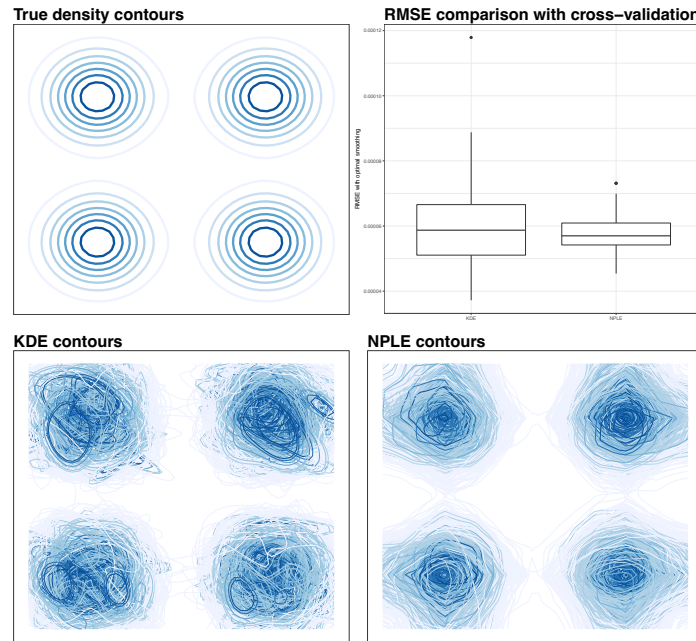 True density contours
RMSE comparison with cross−validation
0.00012
0.00010
0.00008
0.00006
0.00004
RMSE with optimal smoothing
KDE
NPLE
KDE contours
NPLE contours